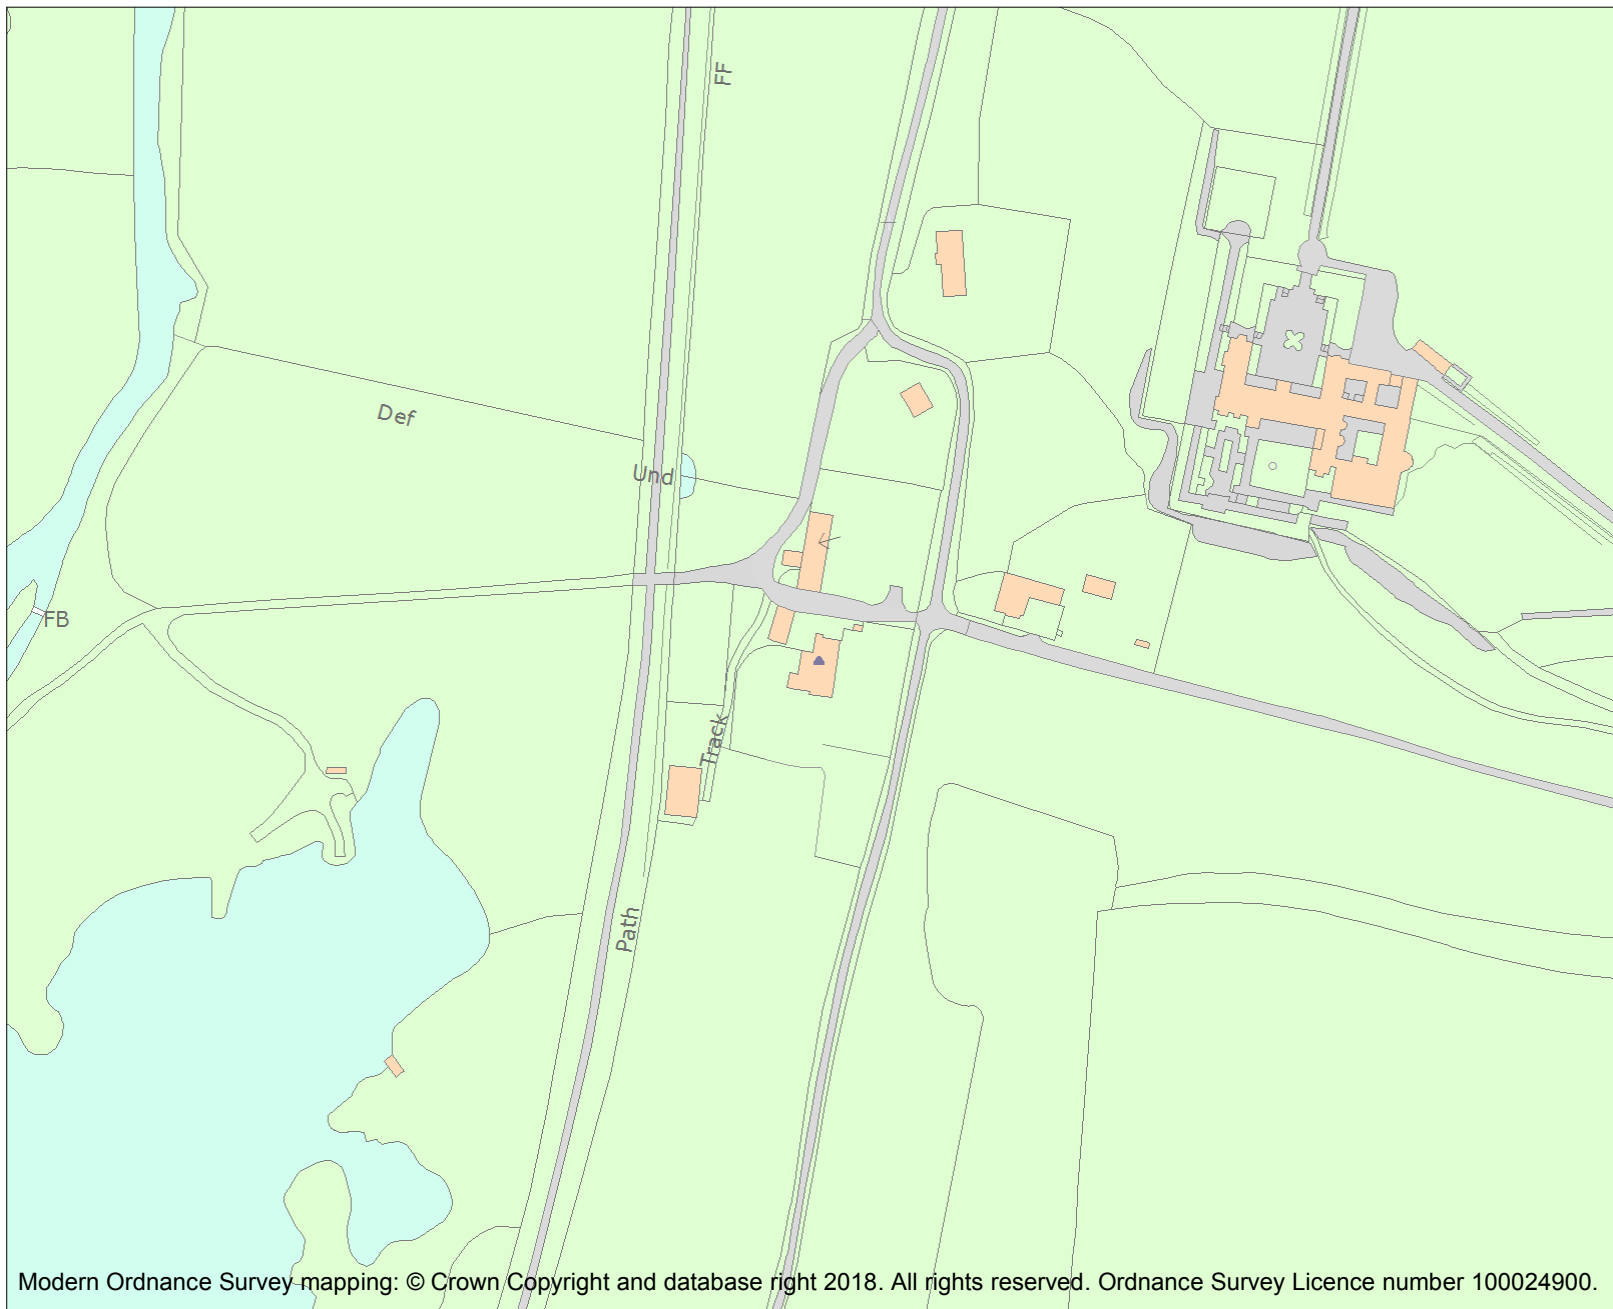 FF
Def
Und
FB
Track
Path
Modern Ordnance Survey mapping: © Crown Copyright and database right 2018. All rights reserved. Ordnance Survey Licence number 100024900.